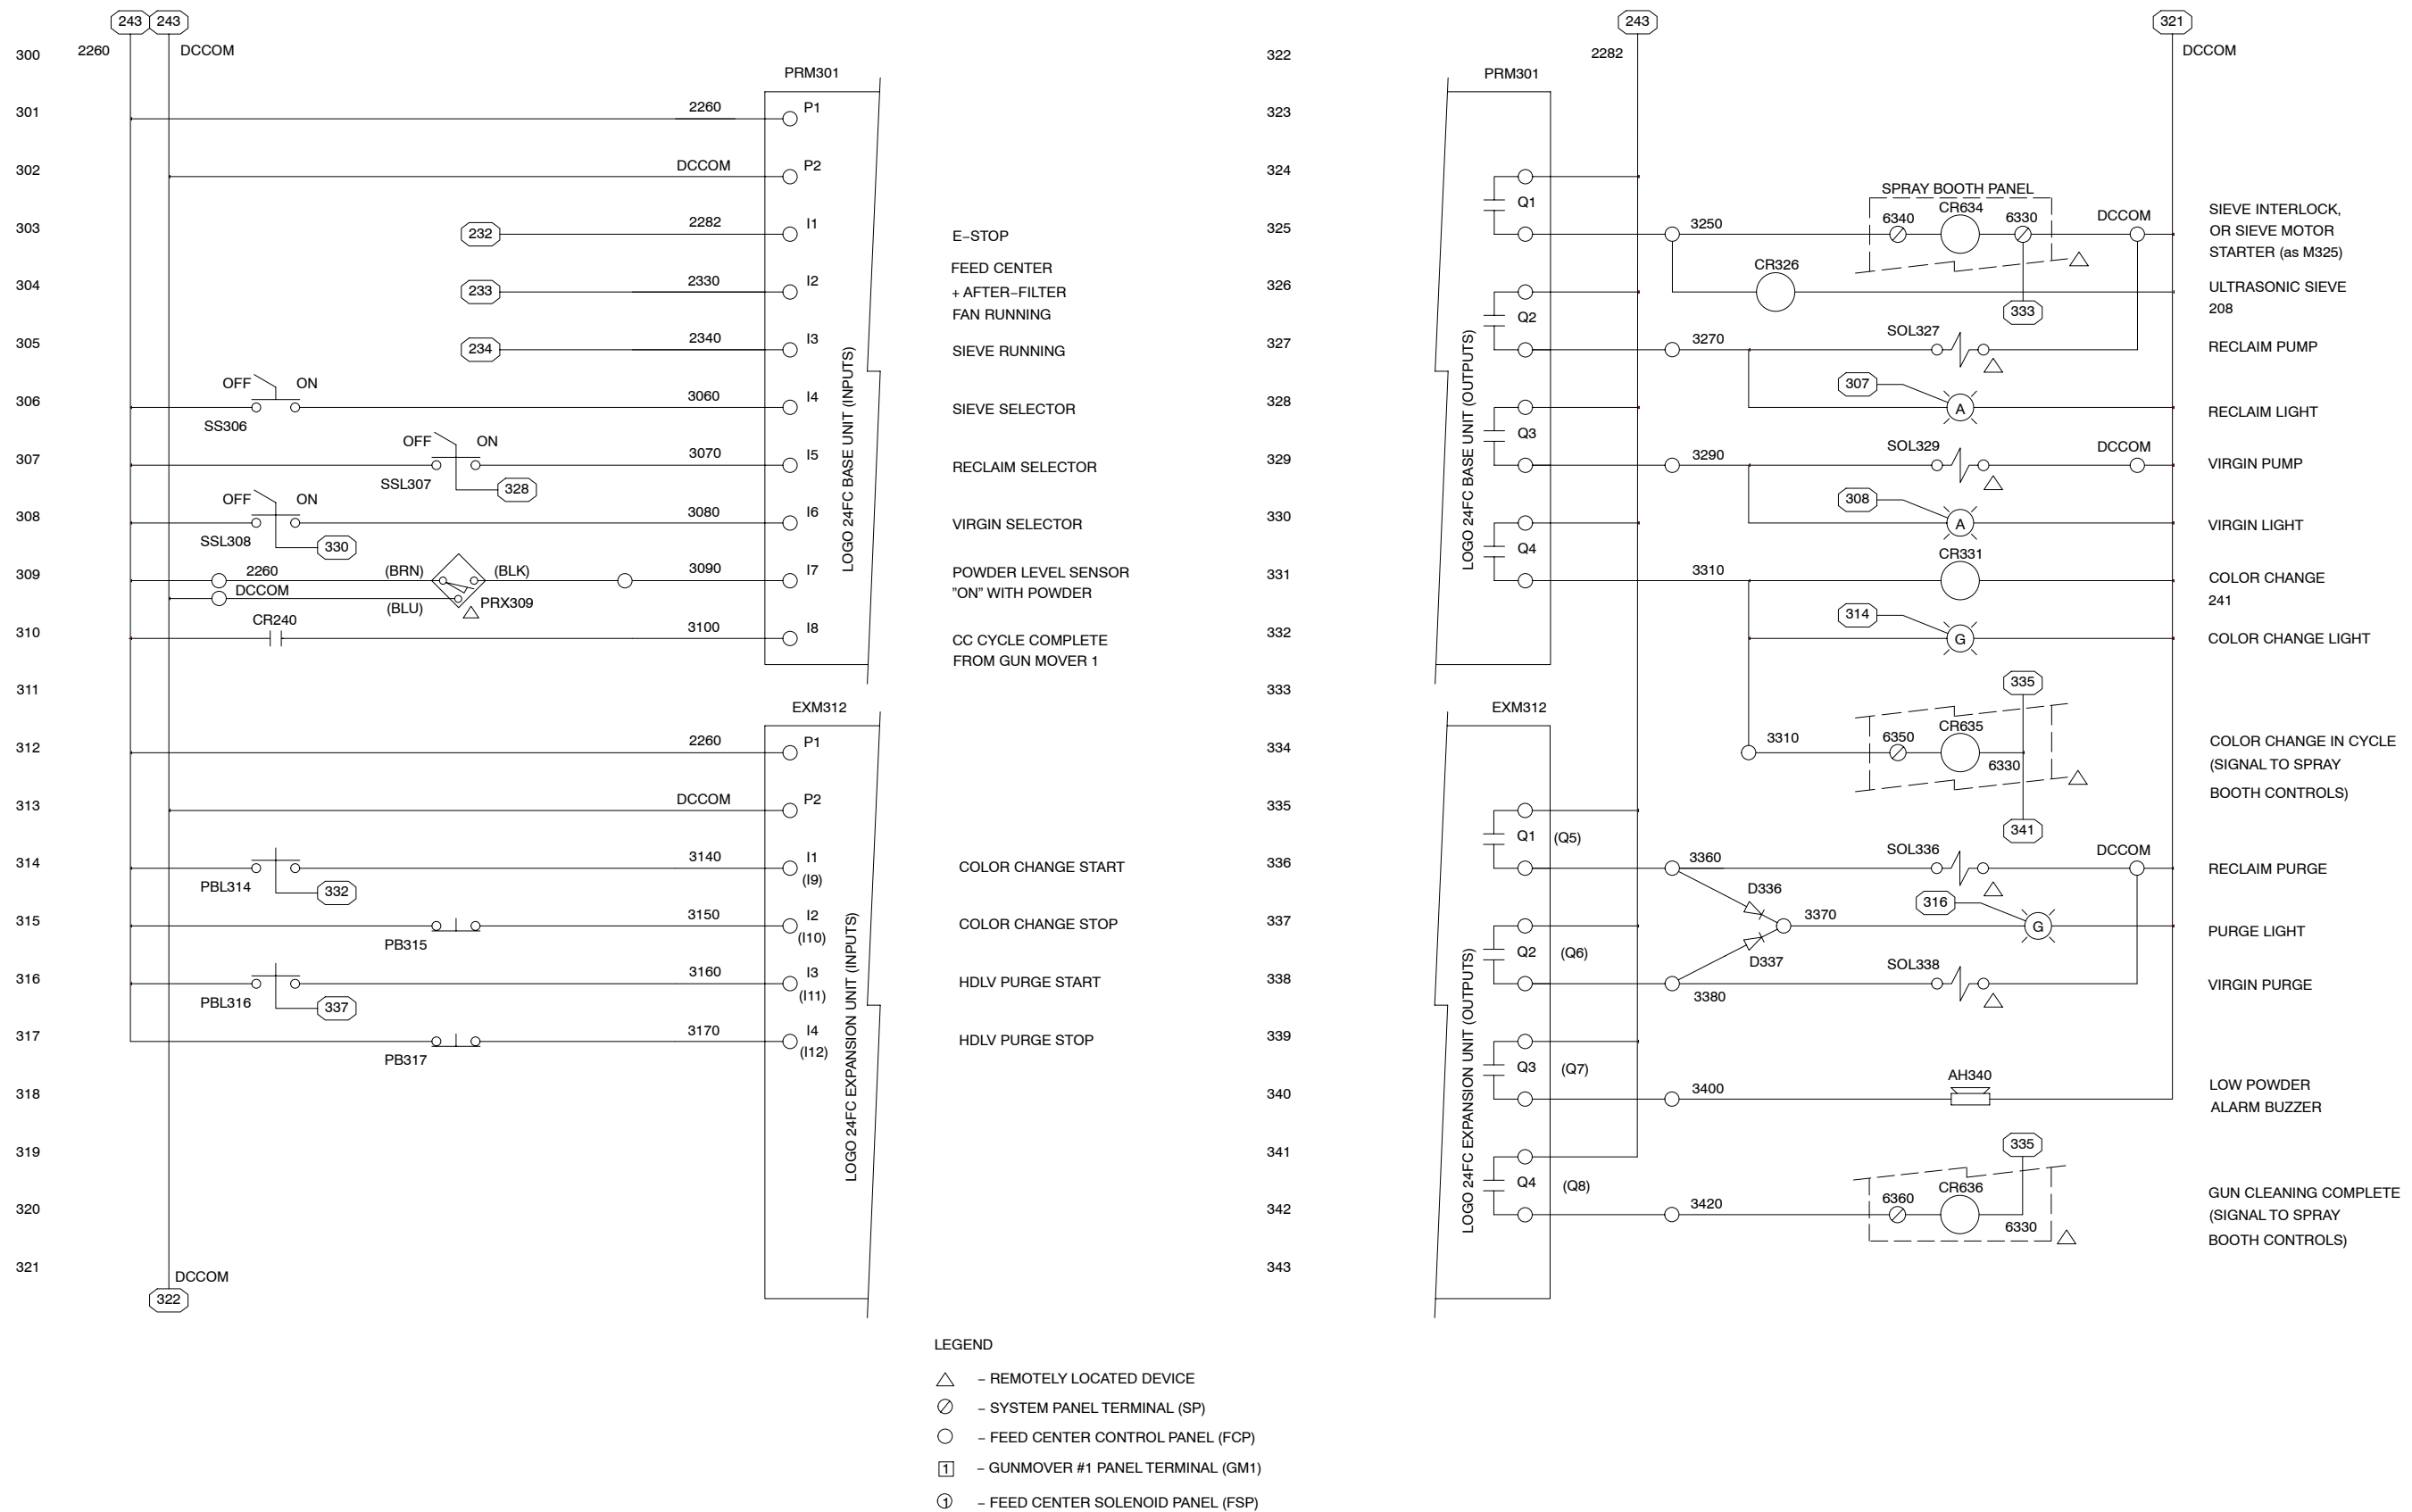 243 243
2260 DCCOM
300
PRM301
301 2260 P1
302 DCCOM P2
303 232 2282 I1 E-STOP
304 233 2330 I2 FEED CENTER
+ AFTER-FILTER
FAN RUNNING
305 234 2340 I3 SIEVE RUNNING
306 OFF ON SS306 3060 I4 SIEVE SELECTOR
307 OFF ON SSL307 328 3070 I5 RECLAIM SELECTOR
308 OFF ON SSL308 330 3080 I6 VIRGIN SELECTOR
309 2260 (BRN) (BLK) 3090 I7 POWDER LEVEL SENSOR
DCCOM (BLU) PRX309 "ON" WITH POWDER
310 CR240 3100 I8 CC CYCLE COMPLETE
FROM GUN MOVER 1
LOGO 24FC BASE UNIT (INPUTS)
311
EXM312
312 2260 P1
313 DCCOM P2
314 PBL314 332 3140 I1 (I9) COLOR CHANGE START
315 PB315 3150 I2 (I10) COLOR CHANGE STOP
316 PBL316 337 3160 I3 (I11) HDLV PURGE START
317 PB317 3170 I4 (I12) HDLV PURGE STOP
LOGO 24FC EXPANSION UNIT (INPUTS)
318
319
320
321 DCCOM
322
243 321
322 2282 DCCOM
PRM301
323
324 Q1 SPRAY BOOTH PANEL
325 3250 6340 CR634 6330 DCCOM SIEVE INTERLOCK,
OR SIEVE MOTOR
STARTER (as M325)
326 Q2 CR326 333 ULTRASONIC SIEVE
208
327 3270 SOL327 RECLAIM PUMP
328 Q3 307 A RECLAIM LIGHT
329 3290 SOL329 DCCOM VIRGIN PUMP
330 Q4 308 A VIRGIN LIGHT
331 3310 CR331 COLOR CHANGE
241
332 314 G COLOR CHANGE LIGHT
LOGO 24FC BASE UNIT (OUTPUTS)
333 335
EXM312
334 3310 6350 CR635 6330 COLOR CHANGE IN CYCLE
(SIGNAL TO SPRAY
BOOTH CONTROLS)
335 Q1 (Q5) 341
336 3360 SOL336 DCCOM RECLAIM PURGE
D336
337 Q2 (Q6) 3370 316 G PURGE LIGHT
D337
338 3380 SOL338 VIRGIN PURGE
339 Q3 (Q7)
340 3400 AH340 LOW POWDER
ALARM BUZZER
341 Q4 (Q8) 335
342 3420 6360 CR636 6330 GUN CLEANING COMPLETE
(SIGNAL TO SPRAY
BOOTH CONTROLS)
343
LOGO 24FC EXPANSION UNIT (OUTPUTS)
LEGEND
– REMOTELY LOCATED DEVICE
– SYSTEM PANEL TERMINAL (SP)
– FEED CENTER CONTROL PANEL (FCP)
1 – GUNMOVER #1 PANEL TERMINAL (GM1)
1 – FEED CENTER SOLENOID PANEL (FSP)